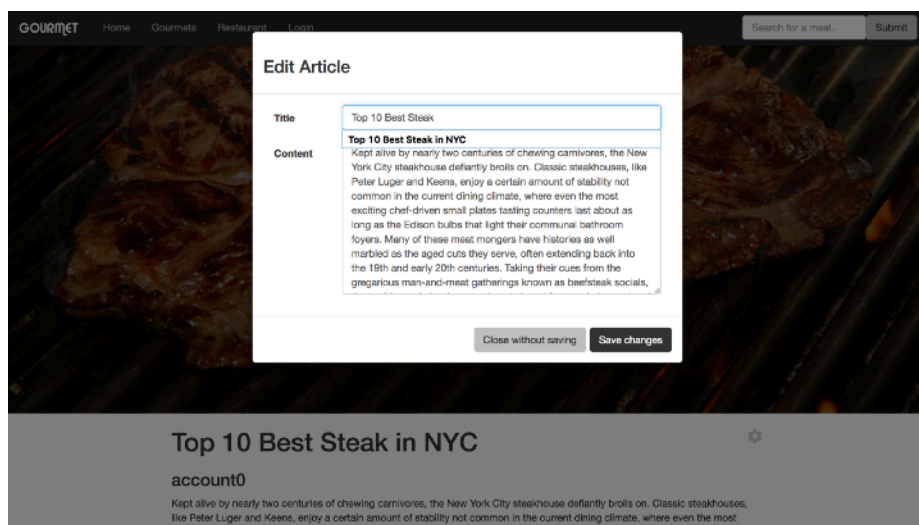 GOURMET Home Gourmets Restaurant Login Search for a meal.. Submit
Edit Article
Title Top 10 Best Steak
Top 10 Best Steak in NYC
Content Kept alive by nearly two centuries of chewing carnivores, the New
York City steakhouse defiantly broils on. Classic steakhouses, like
Peter Luger and Keens, enjoy a certain amount of stability not
common in the current dining climate, where even the most
exciting chef-driven small plates tasting counters last about as
long as the Edison bulbs that light their communal bathroom
foyers. Many of these meat mongers have histories as well
marbled as the aged cuts they serve, often extending back into
the 19th and early 20th centuries. Taking their cues from the
gregarious man-and-meat gatherings known as beefsteak socials,
Close without saving Save changes
Top 10 Best Steak in NYC
account0
Kept alive by nearly two centuries of chewing carnivores, the New York City steakhouse defiantly broils on. Classic steakhouses,
like Peter Luger and Keens, enjoy a certain amount of stability not common in the current dining climate, where even the most